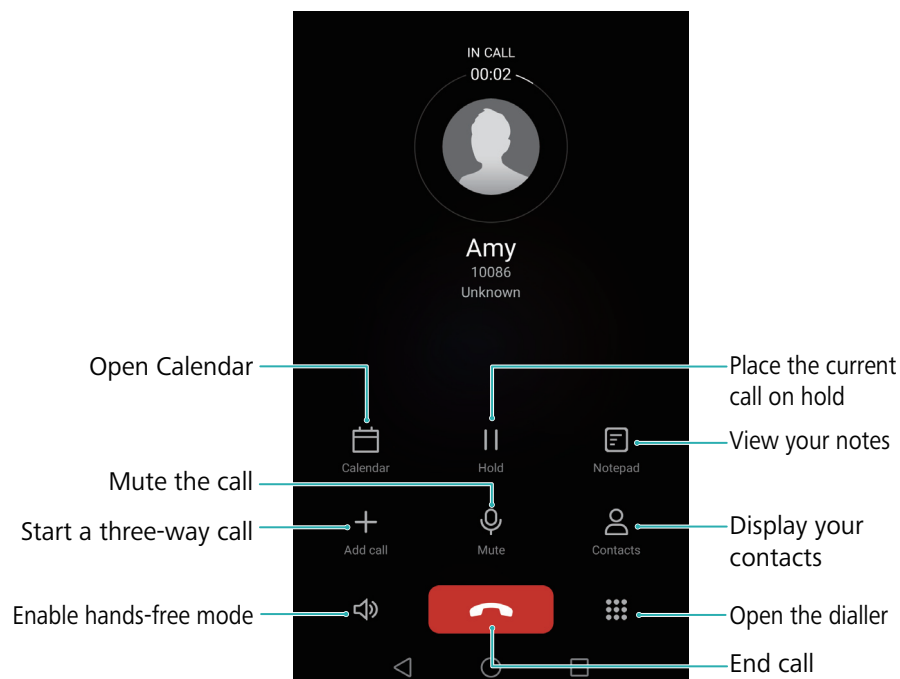 IN CALL
00:02
Amy
10086
Unknown
Open Calendar
Place the current
call on hold
Calendar
Hold
Notepad
View your notes
Mute the call
Start a three-way call
Add call
Mute
Contacts
Display your
contacts
Enable hands-free mode
Open the dialler
End call